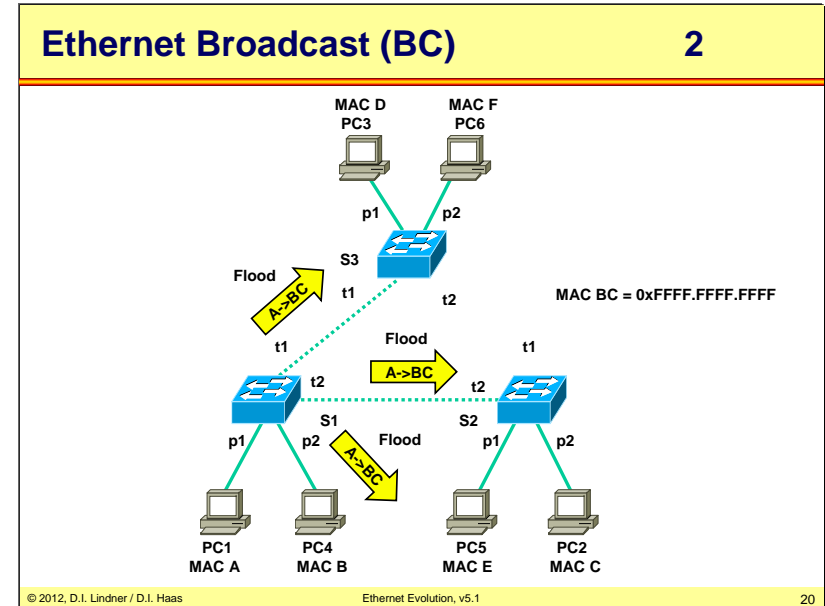 Ethernet Broadcast (BC) 2
MAC D MAC F
PC3 PC6
p1 p2
S3
Flood
A->BC
t1 t2
MAC BC = 0xFFFF.FFFF.FFFF
t1 Flood t1
A->BC
t2 t2
S1 S2
p1 p2 Flood p1 p2
A->BC
PC1 PC4 PC5 PC2
MAC A MAC B MAC E MAC C
© 2012, D.I. Lindner / D.I. Haas Ethernet Evolution, v5.1 20